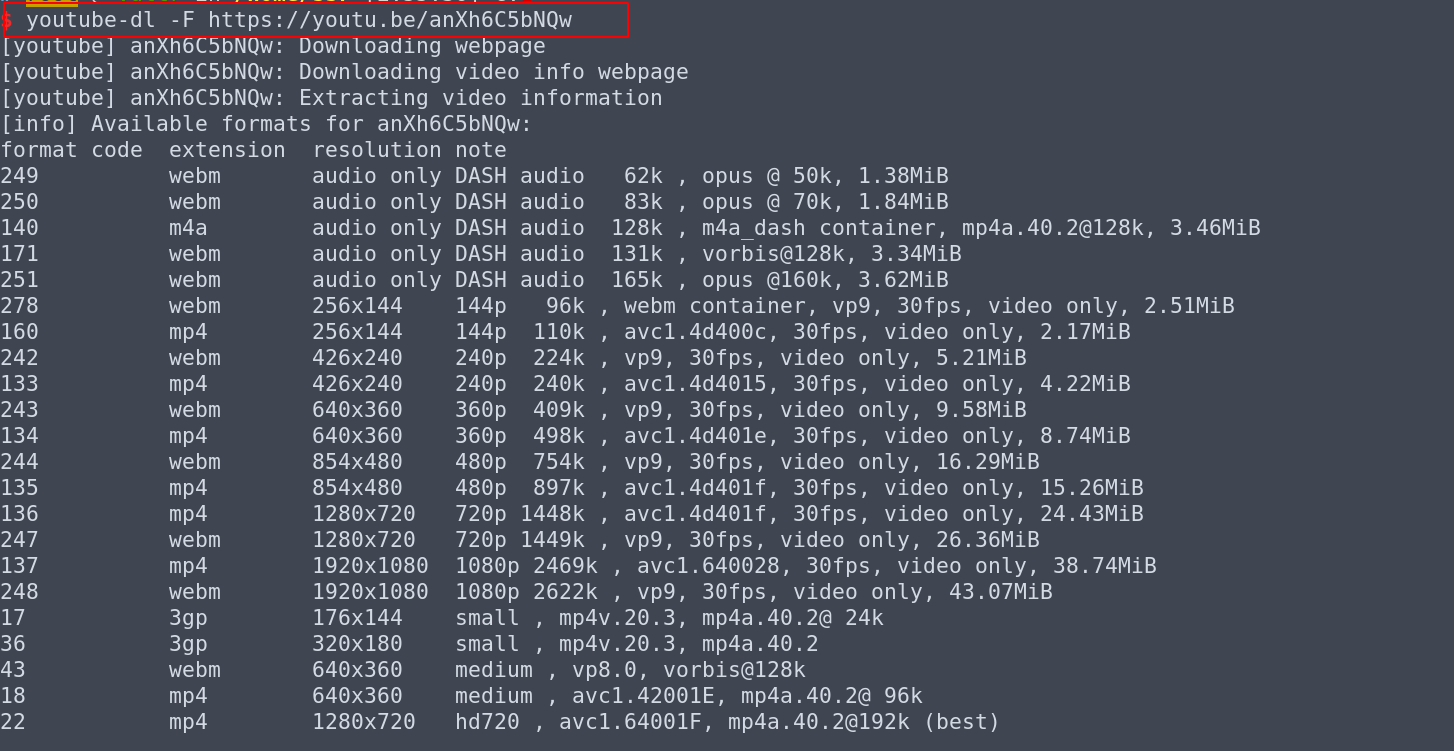 $ youtube-dl -F https://youtu.be/anXh6C5bNQw
[youtube] anXh6C5bNQw: Downloading webpage
[youtube] anXh6C5bNQw: Downloading video info webpage
[youtube] anXh6C5bNQw: Extracting video information
[info] Available formats for anXh6C5bNQw:
format code  extension  resolution note
249          webm       audio only DASH audio   62k , opus @ 50k, 1.38MiB
250          webm       audio only DASH audio   83k , opus @ 70k, 1.84MiB
140          m4a        audio only DASH audio  128k , m4a_dash container, mp4a.40.2@128k, 3.46MiB
171          webm       audio only DASH audio  131k , vorbis@128k, 3.34MiB
251          webm       audio only DASH audio  165k , opus @160k, 3.62MiB
278          webm       256x144    144p   96k , webm container, vp9, 30fps, video only, 2.51MiB
160          mp4        256x144    144p  110k , avc1.4d400c, 30fps, video only, 2.17MiB
242          webm       426x240    240p  224k , vp9, 30fps, video only, 5.21MiB
133          mp4        426x240    240p  240k , avc1.4d4015, 30fps, video only, 4.22MiB
243          webm       640x360    360p  409k , vp9, 30fps, video only, 9.58MiB
134          mp4        640x360    360p  498k , avc1.4d401e, 30fps, video only, 8.74MiB
244          webm       854x480    480p  754k , vp9, 30fps, video only, 16.29MiB
135          mp4        854x480    480p  897k , avc1.4d401f, 30fps, video only, 15.26MiB
136          mp4        1280x720   720p 1448k , avc1.4d401f, 30fps, video only, 24.43MiB
247          webm       1280x720   720p 1449k , vp9, 30fps, video only, 26.36MiB
137          mp4        1920x1080  1080p 2469k , avc1.640028, 30fps, video only, 38.74MiB
248          webm       1920x1080  1080p 2622k , vp9, 30fps, video only, 43.07MiB
17           3gp        176x144    small , mp4v.20.3, mp4a.40.2@ 24k
36           3gp        320x180    small , mp4v.20.3, mp4a.40.2
43           webm       640x360    medium , vp8.0, vorbis@128k
18           mp4        640x360    medium , avc1.42001E, mp4a.40.2@ 96k
22           mp4        1280x720   hd720 , avc1.64001F, mp4a.40.2@192k (best)